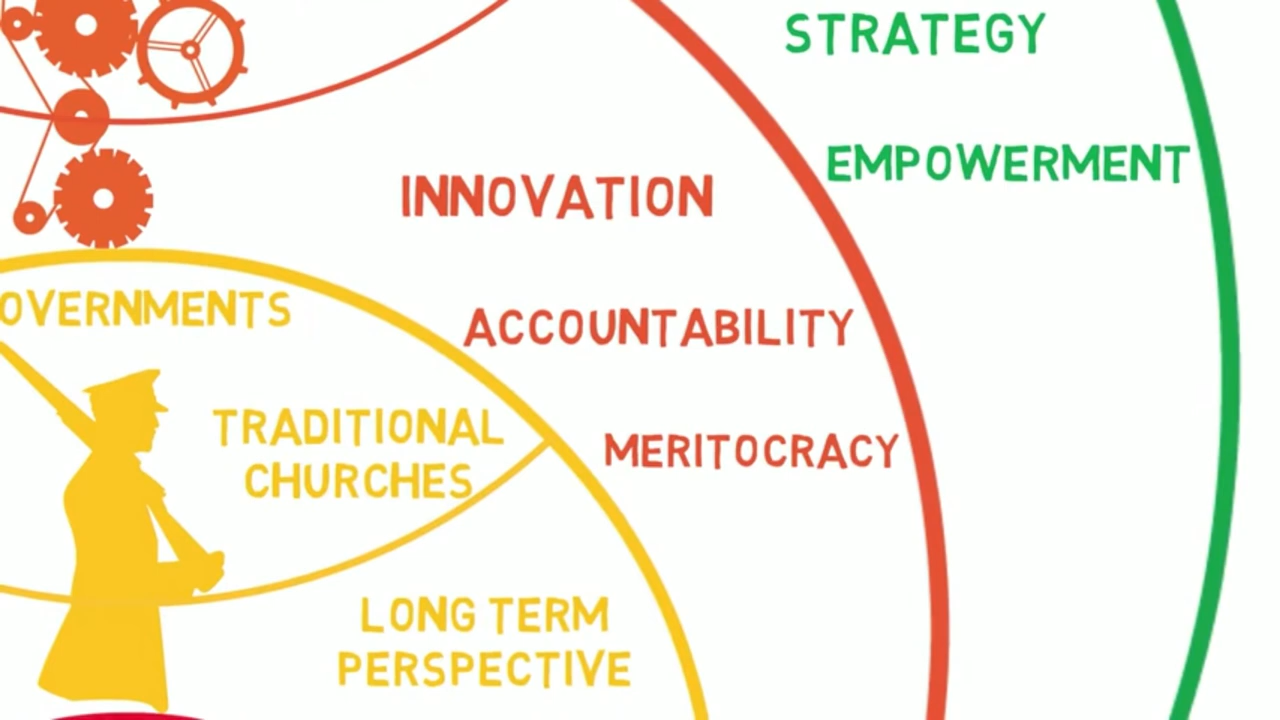 STRATEGY
EMPOWERMENT
INNOVATION
OVERNMENTS
ACCOUNTABILITY
TRADITIONAL
CHURCHES
MERITOCRACY
LONG TERM
PERSPECTIVE